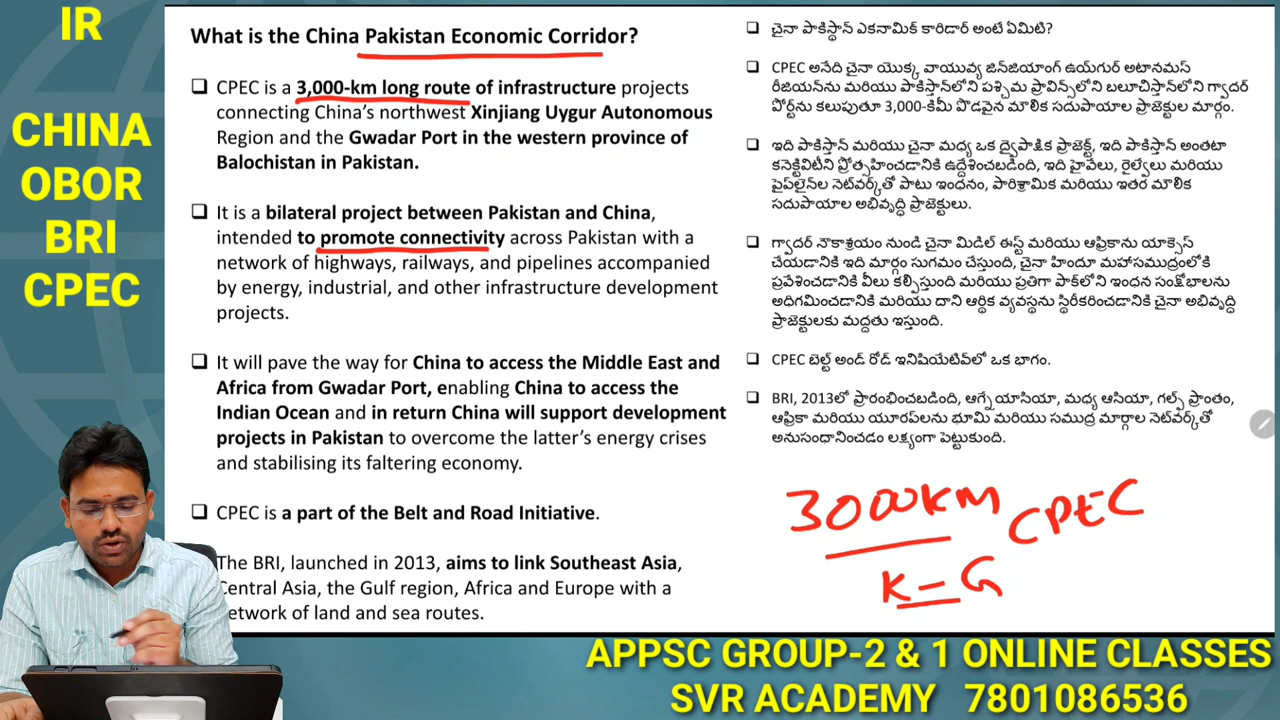 IR
CHINA
OBOR
BRI
CPEC
What is the China Pakistan Economic Corridor?
❑ CPEC is a 3,000-km long route of infrastructure projects
connecting China's northwest Xinjiang Uygur Autonomous
Region and the Gwadar Port in the western province of
Balochistan in Pakistan.
❑ It is a bilateral project between Pakistan and China,
intended to promote connectivity across Pakistan with a
network of highways, railways, and pipelines accompanied
by energy, industrial, and other infrastructure development
projects.
❑ It will pave the way for China to access the Middle East and
Africa from Gwadar Port, enabling China to access the
Indian Ocean and in return China will support development
projects in Pakistan to overcome the latter's energy crises
and stabilising its faltering economy.
❑ CPEC is a part of the Belt and Road Initiative.
The BRI, launched in 2013, aims to link Southeast Asia,
Central Asia, the Gulf region, Africa and Europe with a
network of land and sea routes.
❑ చైనా పాకిస్థాన్ ఎకనామిక్ కారిడార్ అంటే ఏమిటి?
❑ CPEC అనేది చైనా యొక్క వాయువ్య జిన్‌జియాంగ్ ఉయ్‌గుర్ అటానమస్
రీజియన్‌ను మరియు పాకిస్తాన్‌లోని పశ్చిమ ప్రావిన్స్‌లోని బలూచిస్తాన్‌లోని గ్వాదర్
పోర్ట్‌ను కలుపుతూ 3,000-కిమీ పొడవైన మౌలిక సదుపాయాల ప్రాజెక్టుల మార్గం.
❑ ఇది పాకిస్తాన్ మరియు చైనా మధ్య ఒక ద్వైపాక్షిక ప్రాజెక్ట్, ఇది పాకిస్తాన్ అంతటా
కనెక్టివిటీని ప్రోత్సహించడానికి ఉద్దేశించబడింది, ఇది హైవేలు, రైల్వేలు మరియు
పైప్‌లైన్‌ల నెట్‌వర్క్‌తో పాటు ఇంధనం, పారిశ్రామిక మరియు ఇతర మౌలిక
సదుపాయాల అభివృద్ధి ప్రాజెక్టులు.
❑ గ్వాదర్ నౌకాశ్రయం నుండి చైనా మిడిల్ ఈస్ట్ మరియు ఆఫ్రికాను యాక్సెస్
చేయడానికి ఇది మార్గం సుగమం చేస్తుంది, చైనా హిందూ మహాసముద్రంలోకి
ప్రవేశించడానికి వీలు కల్పిస్తుంది మరియు ప్రతిగా పాక్‌లోని ఇంధన సంక్షోభాలను
అధిగమించడానికి మరియు దాని ఆర్థిక వ్యవస్థను స్థిరీకరించడానికి చైనా అభివృద్ధి
ప్రాజెక్టులకు మద్దతు ఇస్తుంది.
❑ CPEC బెల్ట్ అండ్ రోడ్ ఇనిషియేటివ్‌లో ఒక భాగం.
❑ BRI, 2013లో ప్రారంభించబడింది, ఆగ్నేయాసియా, మధ్య ఆసియా, గల్ఫ్ ప్రాంతం,
ఆఫ్రికా మరియు యూరప్‌లను భూమి మరియు సముద్ర మార్గాల నెట్‌వర్క్‌తో
అనుసంధానించడం లక్ష్యంగా పెట్టుకుంది.
3000KM CPEC
K – G
APPSC GROUP-2 & 1 ONLINE CLASSES
SVR ACADEMY 7801086536